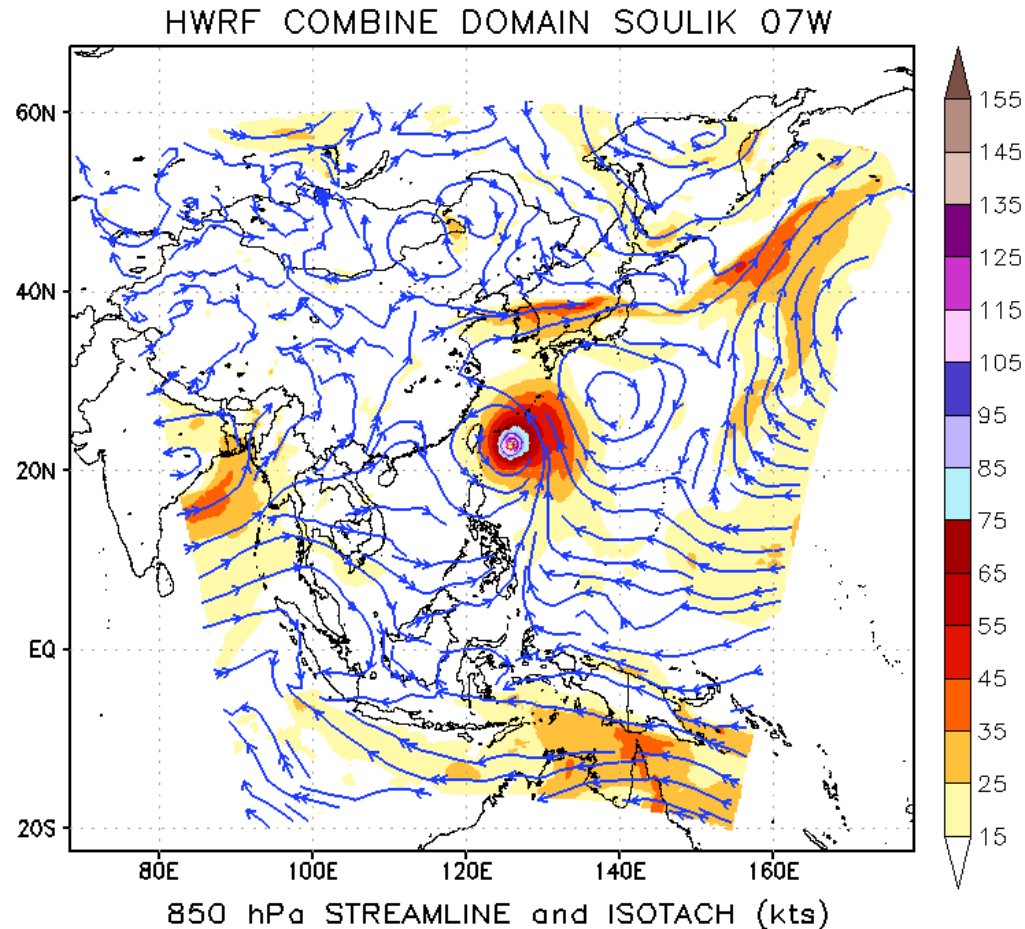 HWRF COMBINE DOMAIN SOULIK 07W
60N
40N
20N
EQ
20S
80E 100E 120E 140E 160E
155
145
135
125
115
105
95
85
75
65
55
45
35
25
15
850 hPa STREAMLINE and ISOTACH (kts)